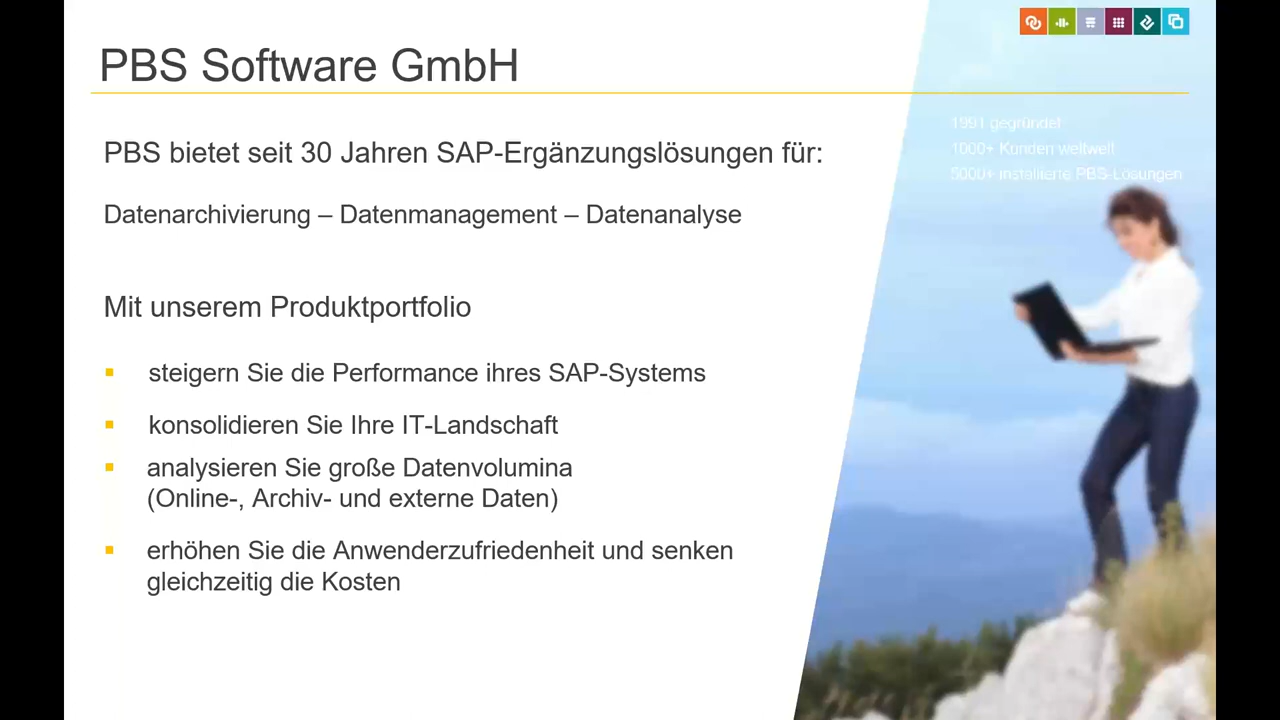 PBS Software GmbH
1991 gegründet
1000+ Kunden weltweit
5000+ installierte PBS-Lösungen
PBS bietet seit 30 Jahren SAP-Ergänzungslösungen für:
Datenarchivierung – Datenmanagement – Datenanalyse
Mit unserem Produktportfolio
steigern Sie die Performance ihres SAP-Systems
konsolidieren Sie Ihre IT-Landschaft
analysieren Sie große Datenvolumina
(Online-, Archiv- und externe Daten)
erhöhen Sie die Anwenderzufriedenheit und senken
gleichzeitig die Kosten